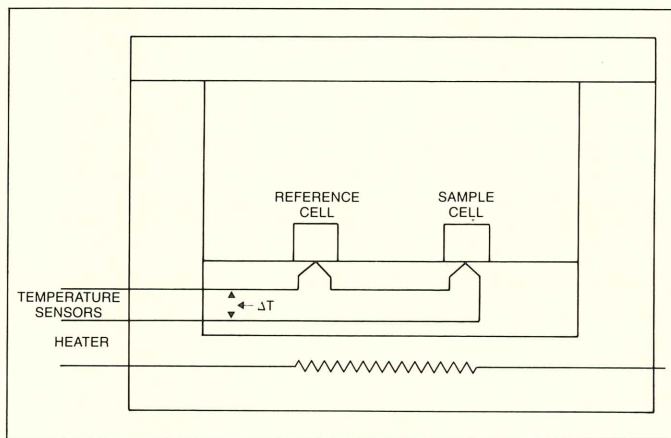 REFERENCE
CELL
SAMPLE
CELL
TEMPERATURE
SENSORS
ΔT
HEATER